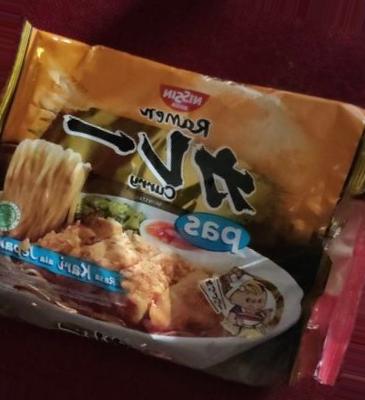 NISSIN
Ramen
カレー
Curry
pas
Rasa Kari ala Jepang